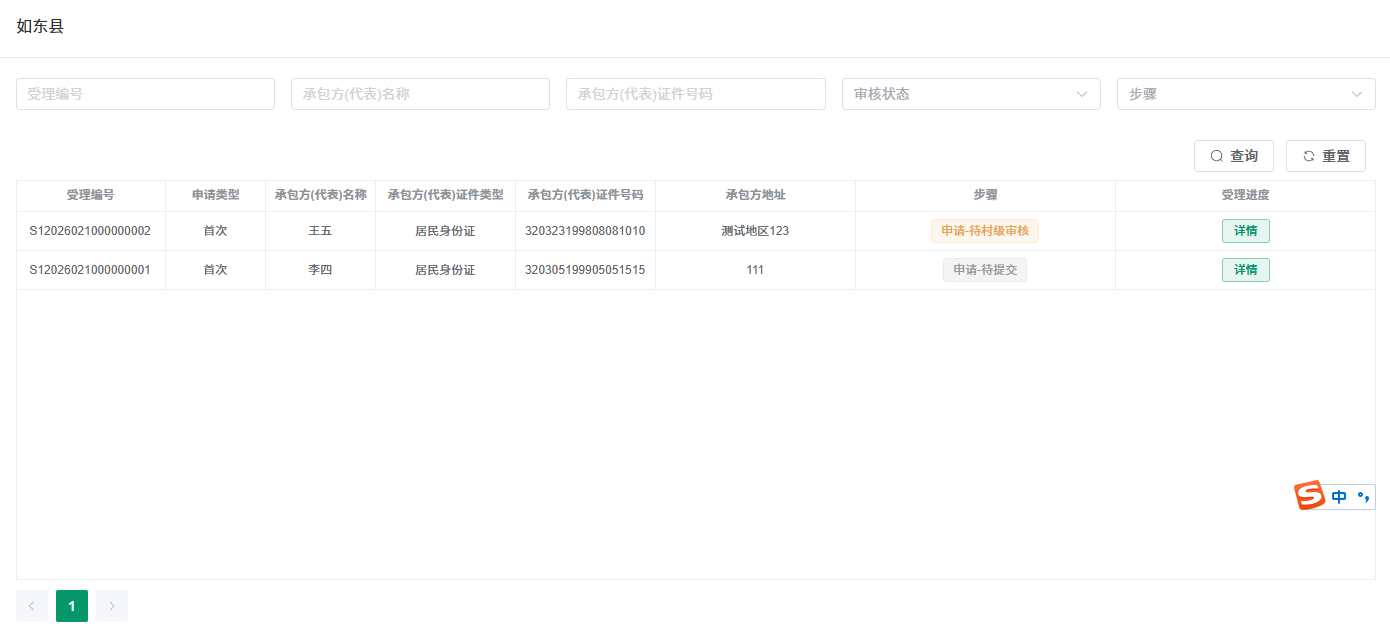 如东县
受理编号 承包方(代表)名称 承包方(代表)证件号码 审核状态 步骤
查询 重置
受理编号 申请类型 承包方(代表)名称 承包方(代表)证件类型 承包方(代表)证件号码 承包方地址 步骤 受理进度
S12026021000000002 首次 王五 居民身份证 320323199808081010 测试地区123 申请-待村级审核 详情
S12026021000000001 首次 李四 居民身份证 320305199905051515 111 申请-待提交 详情
S 中 °,
1